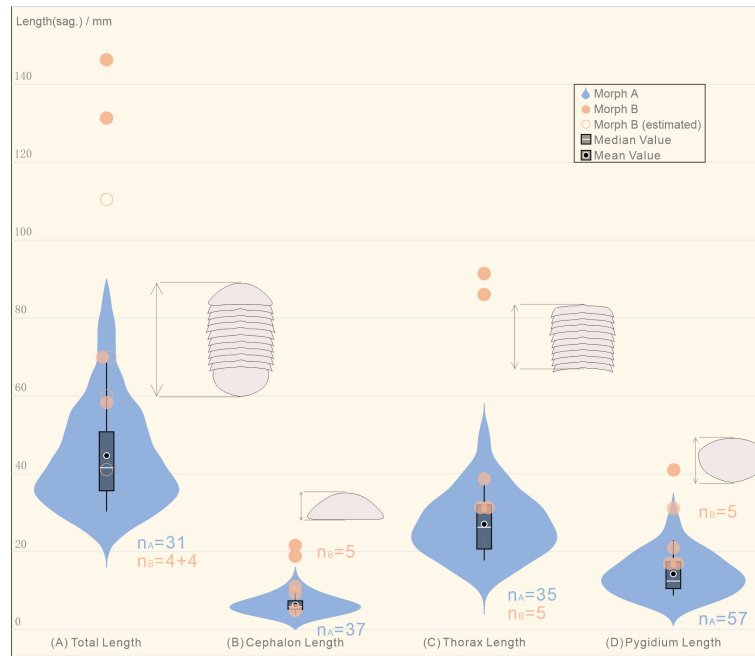 Length(sag.) / mm
140
120
100
80
60
40
20
0
Morph A
Morph B
Morph B (estimated)
Median Value
Mean Value
nA=31
nB=4+4
nB=5
nA=37
nA=35
nB=5
nB=5
nA=57
(A) Total Length
(B) Cephalon Length
(C) Thorax Length
(D) Pygidium Length